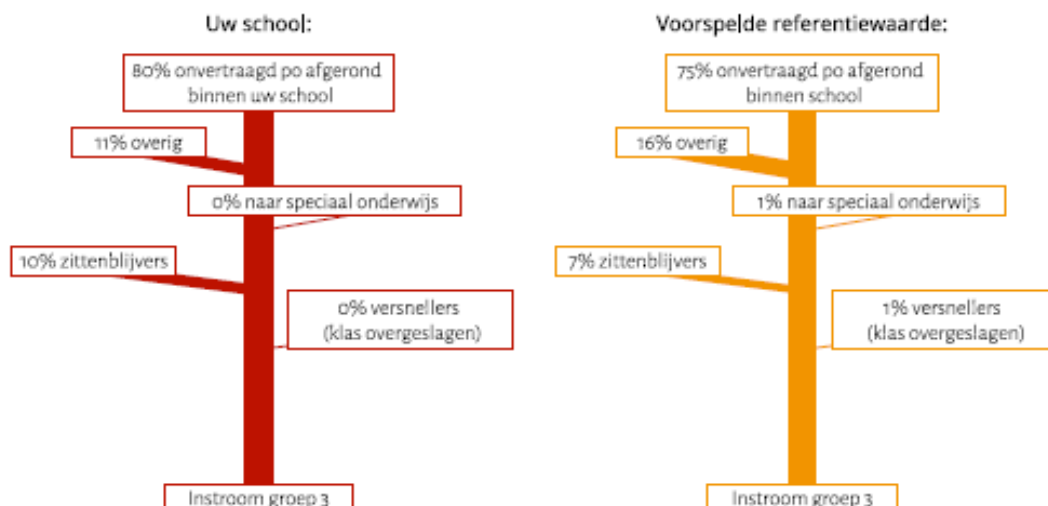 Uw school:
80% onvertraagd po afgerond
binnen uw school
11% overig
0% naar speciaal onderwijs
10% zittenblijvers
0% versnellers
(klas overgeslagen)
Instroom groep 3
Voorspelde referentiewaarde:
75% onvertraagd po afgerond
binnen school
16% overig
1% naar speciaal onderwijs
7% zittenblijvers
1% versnellers
(klas overgeslagen)
Instroom groep 3